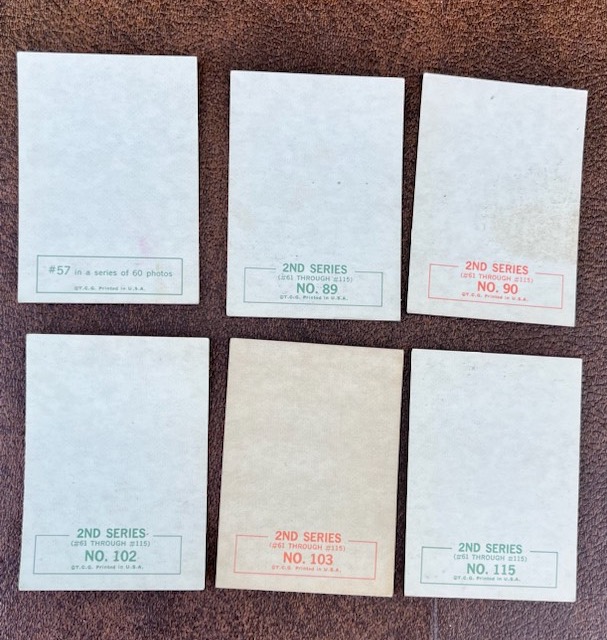 #57 in a series of 60 photos
©T.C.G. Printed in U.S.A.
2ND SERIES
(#61 THROUGH #115)
NO. 89
©T.C.G. Printed in U.S.A.
2ND SERIES
(#61 THROUGH #115)
NO. 90
©T.C.G. Printed in U.S.A.
2ND SERIES
(#61 THROUGH #115)
NO. 102
©T.C.G. Printed in U.S.A.
2ND SERIES
(#61 THROUGH #115)
NO. 103
©T.C.G. Printed in U.S.A.
2ND SERIES
(#61 THROUGH #115)
NO. 115
©T.C.G. Printed in U.S.A.